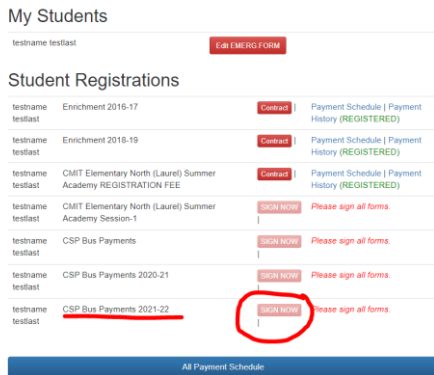 My Students
testname testlast Edit EMERG.FORM
Student Registrations
testname Enrichment 2016-17 Contract | Payment Schedule | Payment
testlast History (REGISTERED)
testname Enrichment 2018-19 Contract | Payment Schedule | Payment
testlast History (REGISTERED)
testname CMIT Elementary North (Laurel) Summer Contract | Payment Schedule | Payment
testlast Academy REGISTRATION FEE History (REGISTERED)
testname CMIT Elementary North (Laurel) Summer SIGN NOW Please sign all forms.
testlast Academy Session-1 |
testname CSP Bus Payments SIGN NOW Please sign all forms.
testlast |
testname CSP Bus Payments 2020-21 SIGN NOW Please sign all forms.
testlast |
testname CSP Bus Payments 2021-22 SIGN NOW Please sign all forms.
testlast |
All Payment Schedule